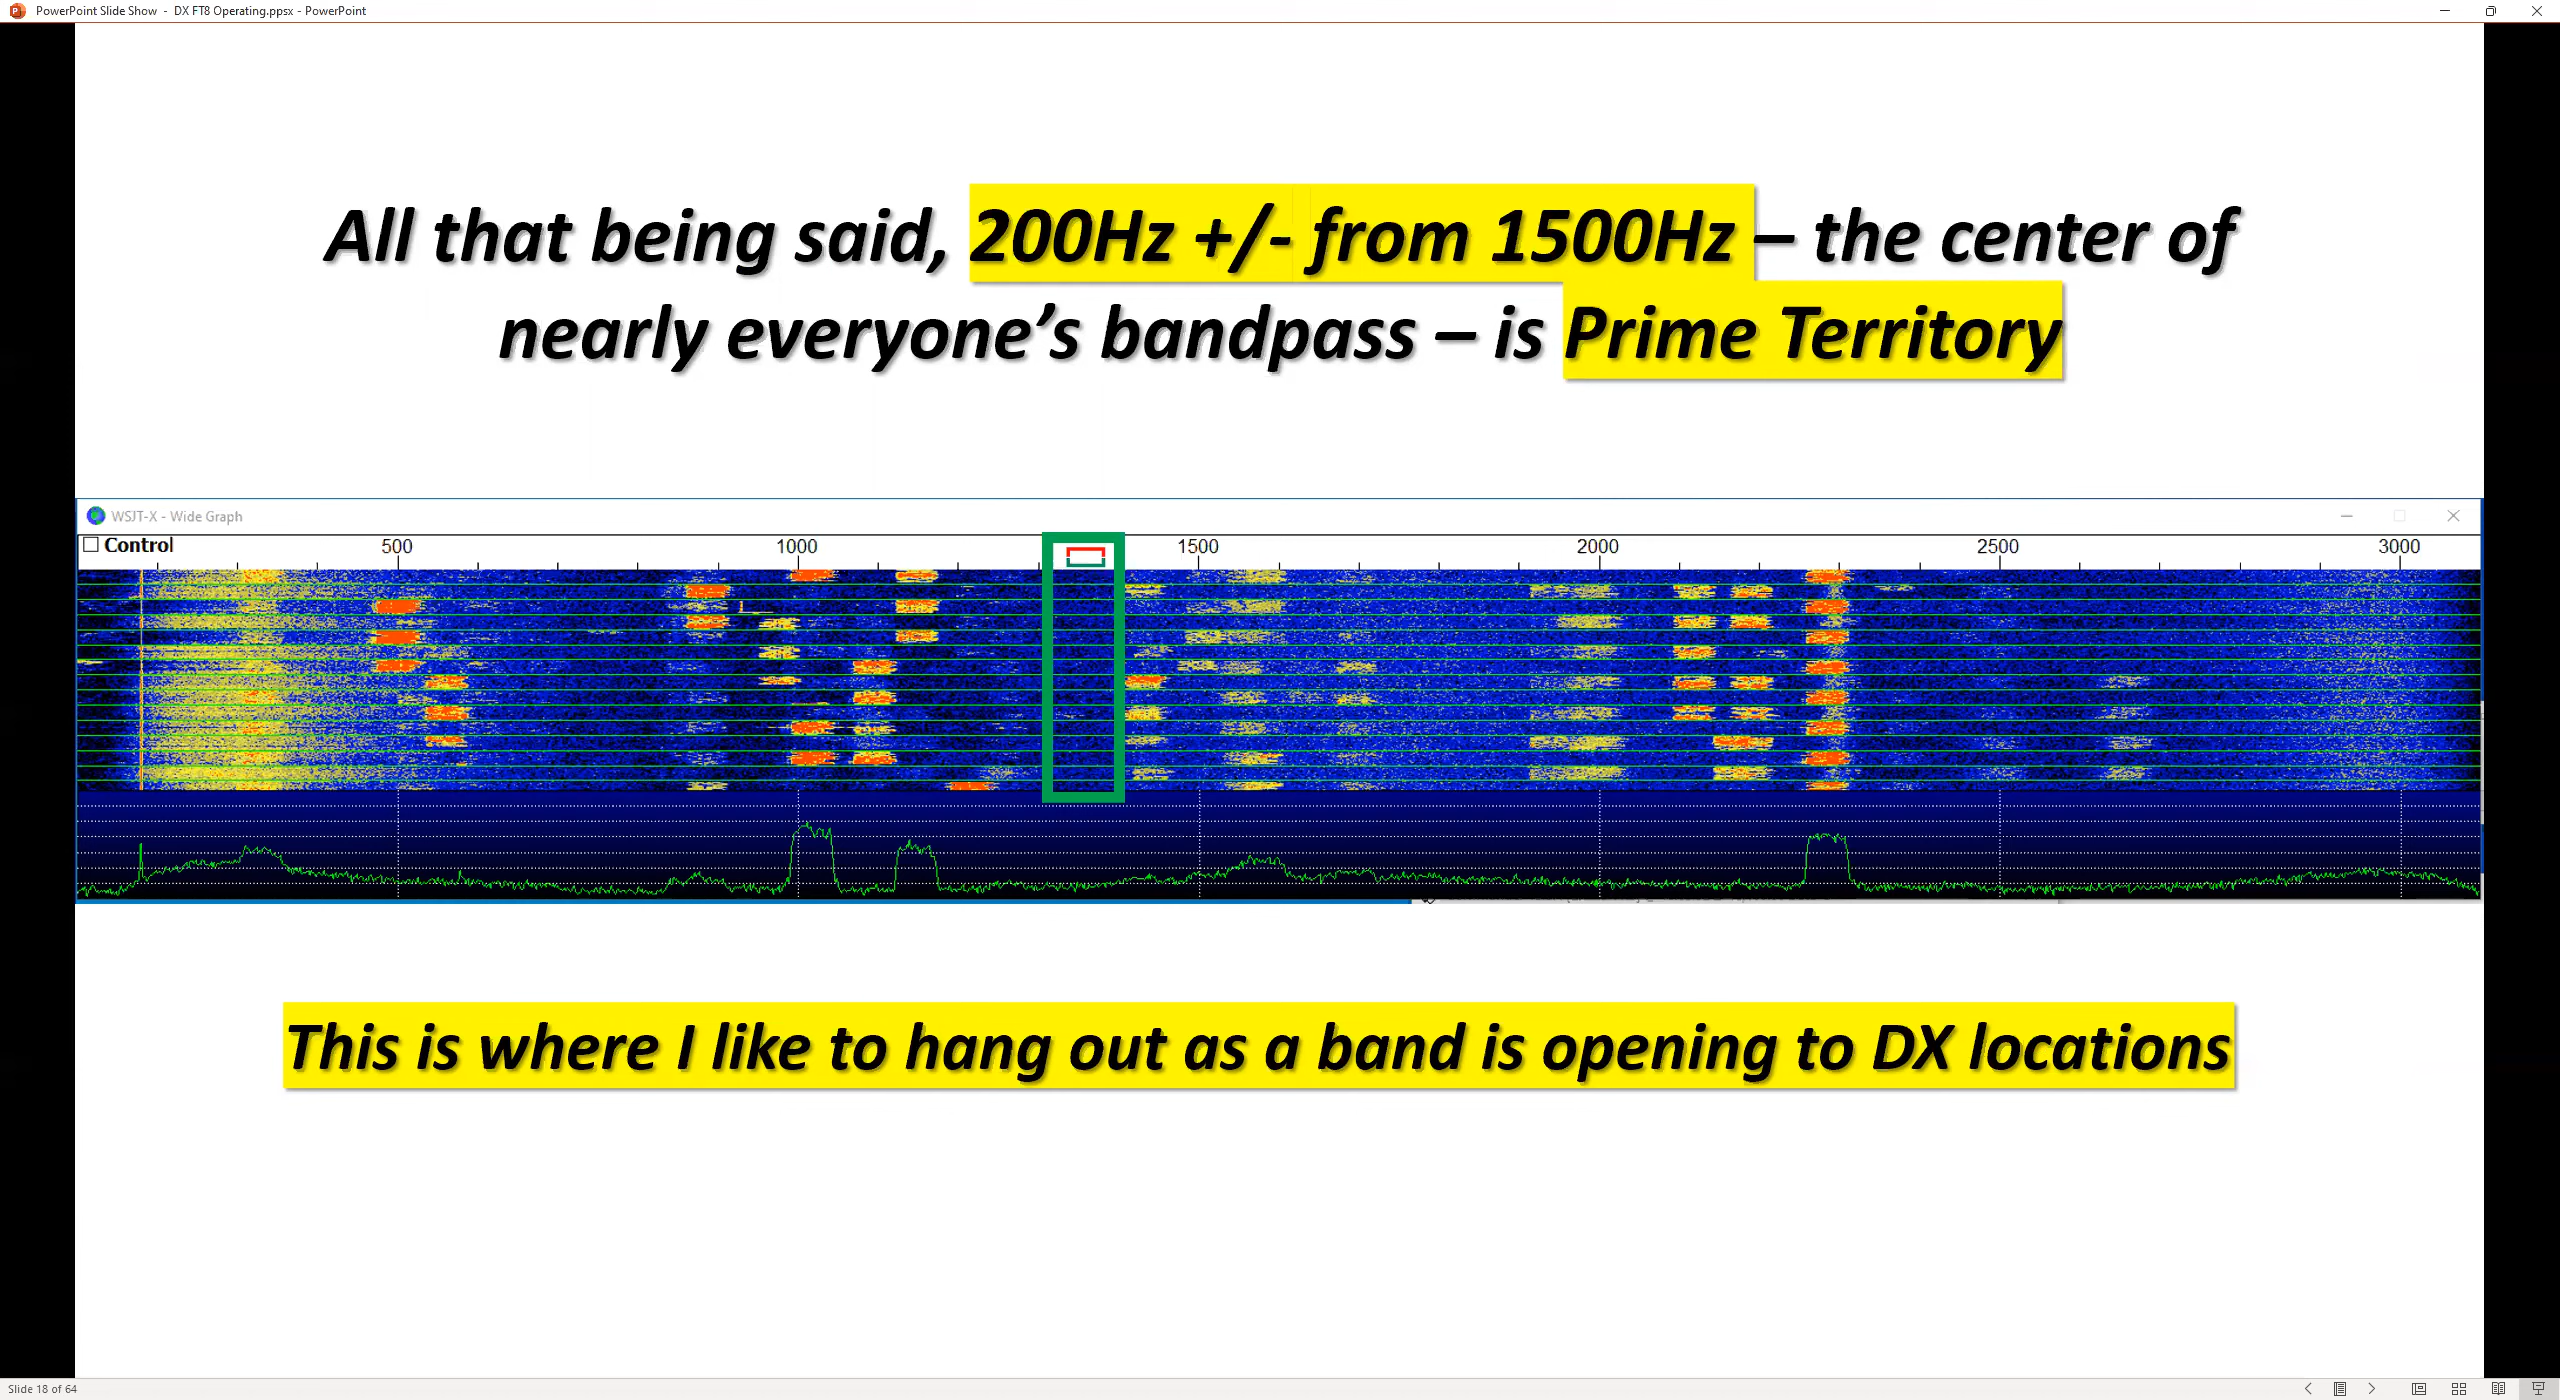 PowerPoint Slide Show - DX FT8 Operating.ppsx - PowerPoint
All that being said, 200Hz +/- from 1500Hz – the center of
nearly everyone’s bandpass – is Prime Territory
WSJT-X - Wide Graph
Control 500 1000 1500 2000 2500 3000
This is where I like to hang out as a band is opening to DX locations
Slide 18 of 64